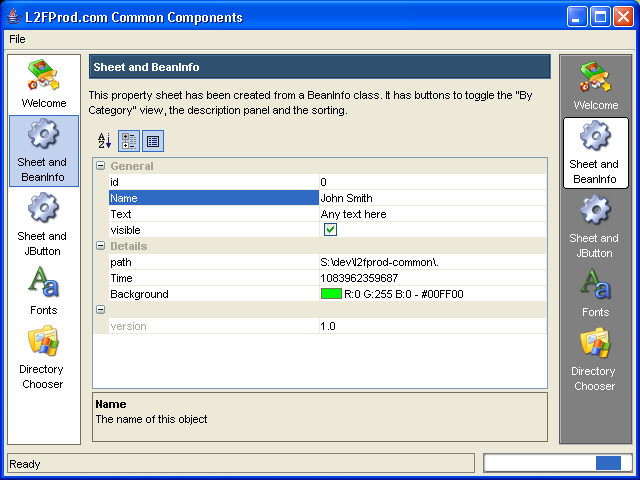 L2FProd.com Common Components
File
Welcome
Sheet and
BeanInfo
Sheet and
JButton
Fonts
Directory
Chooser
Sheet and BeanInfo
This property sheet has been created from a BeanInfo class. It has buttons to toggle the "By
Category" view, the description panel and the sorting.
General
id 0
Name John Smith
Text Any text here
visible
Details
path S:\dev\l2fprod-common\.
Time 1083962359687
Background R:0 G:255 B:0 - #00FF00
version 1.0
Name
The name of this object
Welcome
Sheet and
BeanInfo
Sheet and
JButton
Fonts
Directory
Chooser
Ready